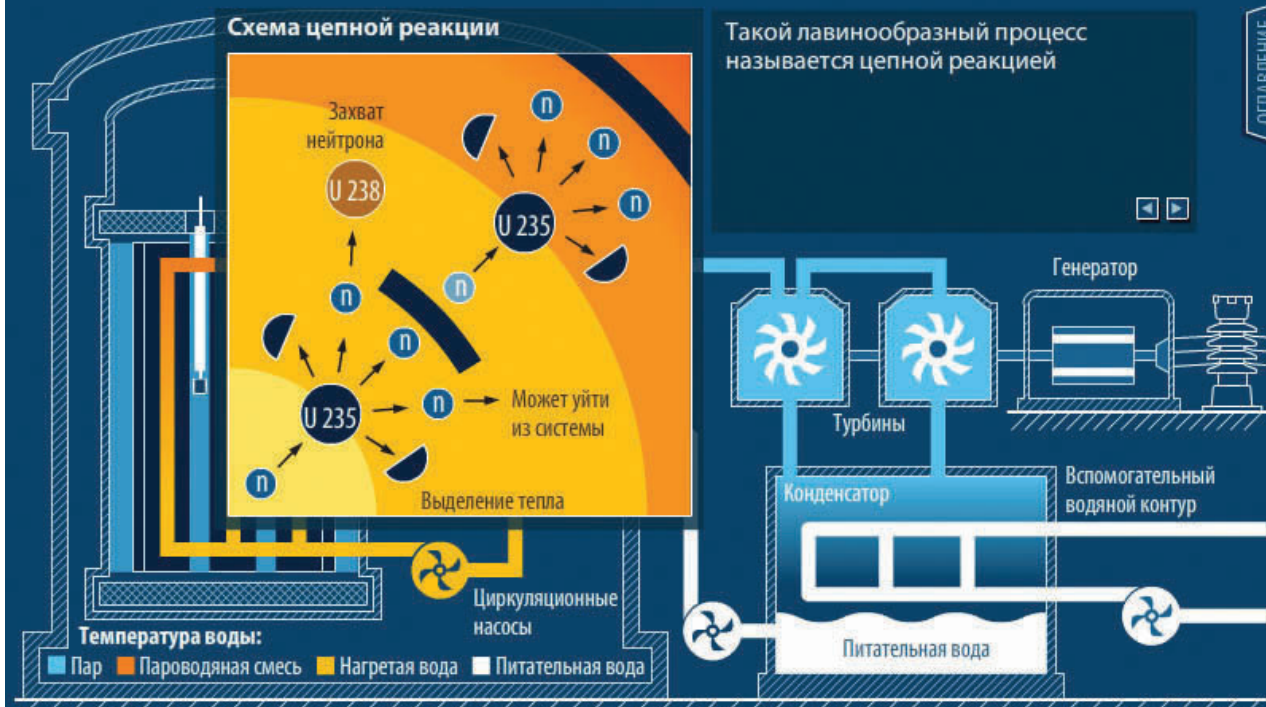 Схема цепной реакции
Такой лавинообразный процесс
называется цепной реакцией
ОГЛАВЛЕНИЕ
Захват
нейтрона
n
n
n
U 238
U 235
n
n
n
n
n
U 235
Может уйти
из системы
n
Выделение тепла
Генератор
Турбины
Конденсатор
Вспомогательный
водяной контур
Циркуляционные
насосы
Питательная вода
Температура воды:
Пар Пароводяная смесь Нагретая вода Питательная вода